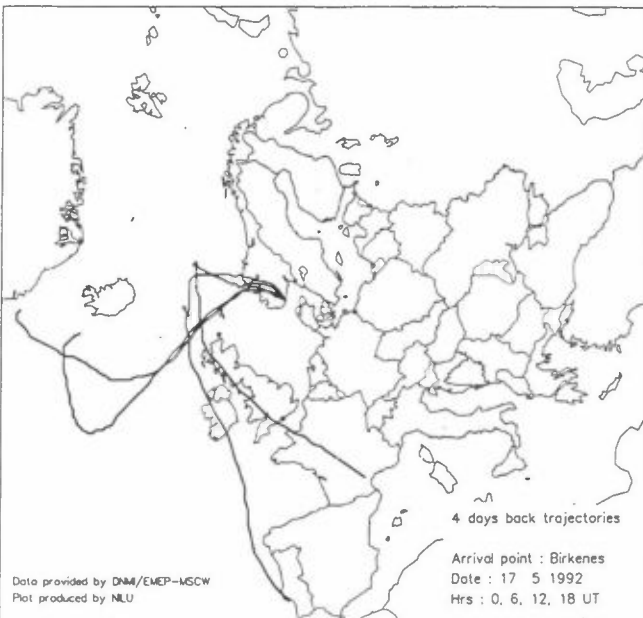 4 days back trajectories
Arrival point : Birkenes
Date : 17 5 1992
Hrs : 0, 6, 12, 18 UT
Data provided by DNMI/EMEP-MSCW
Plot produced by NILU